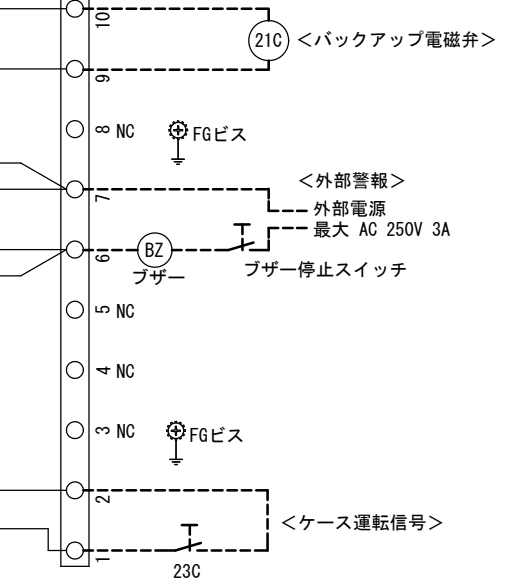 10
21C <バックアップ電磁弁>
9
8 NC FGビス
<外部警報>
7
外部電源
最大 AC 250V 3A
6 BZ
ブザー ブザー停止スイッチ
5 NC
4 NC
3 NC FGビス
2
<ケース運転信号>
1
23C